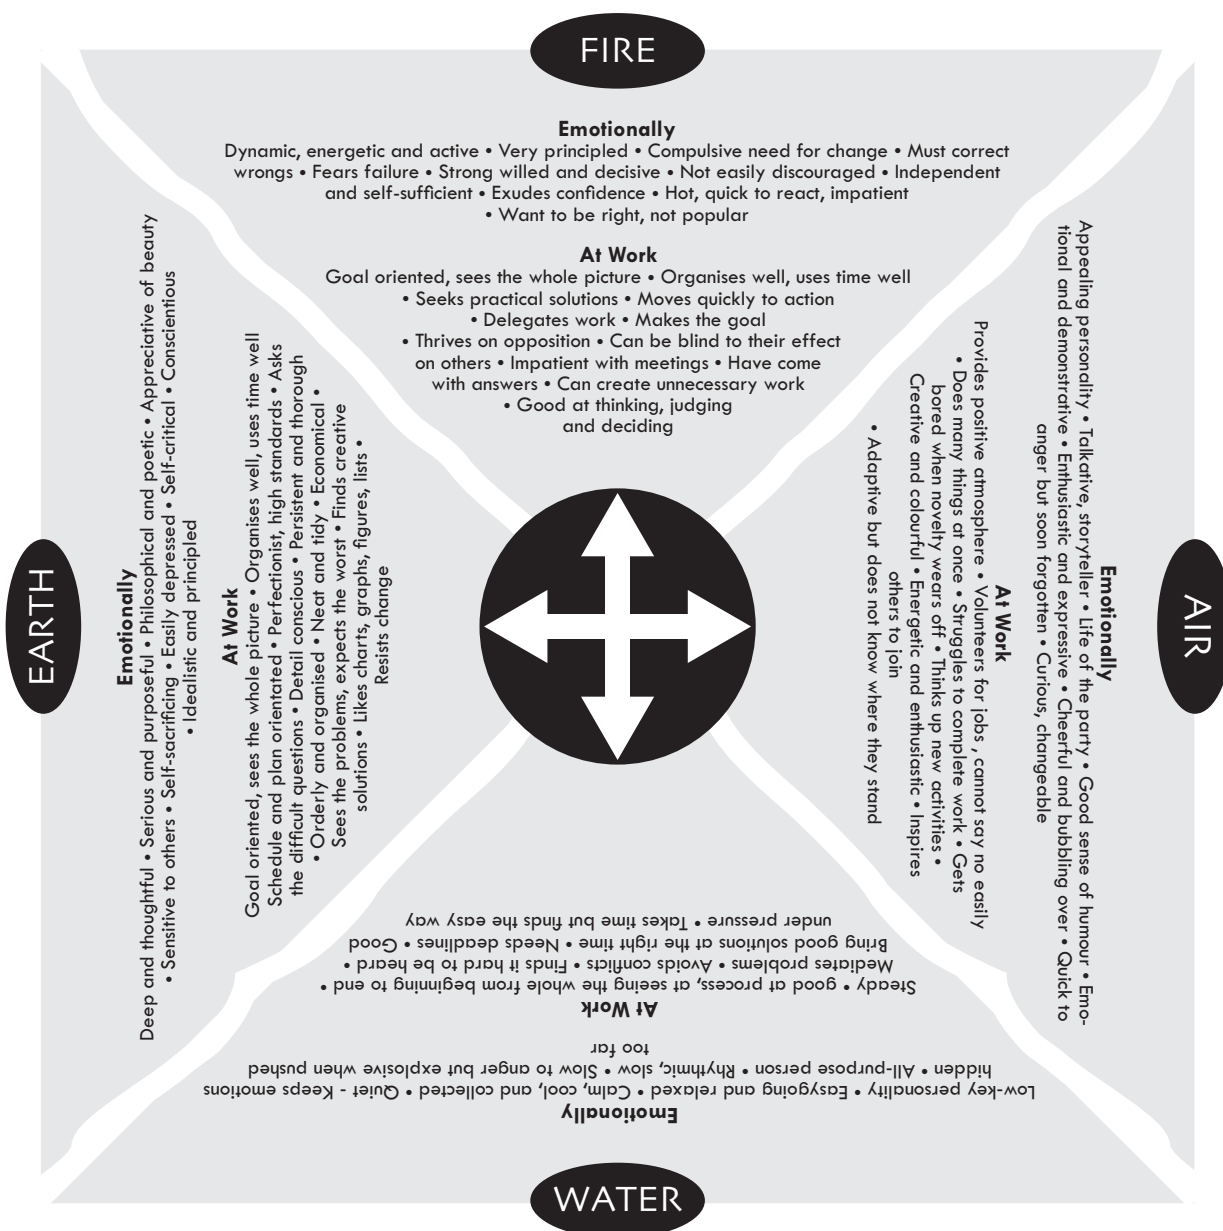 FIRE
Emotionally
Dynamic, energetic and active • Very principled • Compulsive need for change • Must correct
wrongs • Fears failure • Strong willed and decisive • Not easily discouraged • Independent
and self-sufficient • Exudes confidence • Hot, quick to react, impatient
• Want to be right, not popular
At Work
Goal oriented, sees the whole picture • Organises well, uses time well
• Seeks practical solutions • Moves quickly to action
• Delegates work • Makes the goal
• Thrives on opposition • Can be blind to their effect
on others • Impatient with meetings • Have come
with answers • Can create unnecessary work
• Good at thinking, judging
and deciding
EARTH
Emotionally
Deep and thoughtful • Serious and purposeful • Philosophical and poetic • Appreciative of beauty
• Sensitive to others • Self-sacrificing • Easily depressed • Self-critical • Conscientious
• Idealistic and principled
At Work
Goal oriented, sees the whole picture • Organises well, uses time well
Schedule and plan orientated • Perfectionist, high standards • Asks
the difficult questions • Detail conscious • Persistent and thorough
• Orderly and organised • Neat and tidy • Economical •
Sees the problems, expects the worst • Finds creative
solutions • Likes charts, graphs, figures, lists •
Resists change
AIR
Emotionally
Appealing personality • Talkative, storyteller • Life of the party • Good sense of humour • Emo-
tional and demonstrative • Enthusiastic and expressive • Cheerful and bubbling over • Quick to
anger but soon forgotten • Curious, changeable
At Work
Provides positive atmosphere • Volunteers for jobs , cannot say no easily
• Does many things at once • Struggles to complete work • Gets
bored when novelty wears off • Thinks up new activities •
Creative and colourful • Energetic and enthusiastic • Inspires
others to join
• Adaptive but does not know where they stand
WATER
Emotionally
Low-key personality • Easygoing and relaxed • Calm, cool, and collected • Quiet - Keeps emotions
hidden • All-purpose person • Rhythmic, slow • Slow to anger but explosive when pushed
too far
At Work
Steady • good at process, at seeing the whole from beginning to end •
Mediates problems • Avoids conflicts • Finds it hard to be heard •
Bring good solutions at the right time • Needs deadlines • Good
under pressure • Takes time but finds the easy way